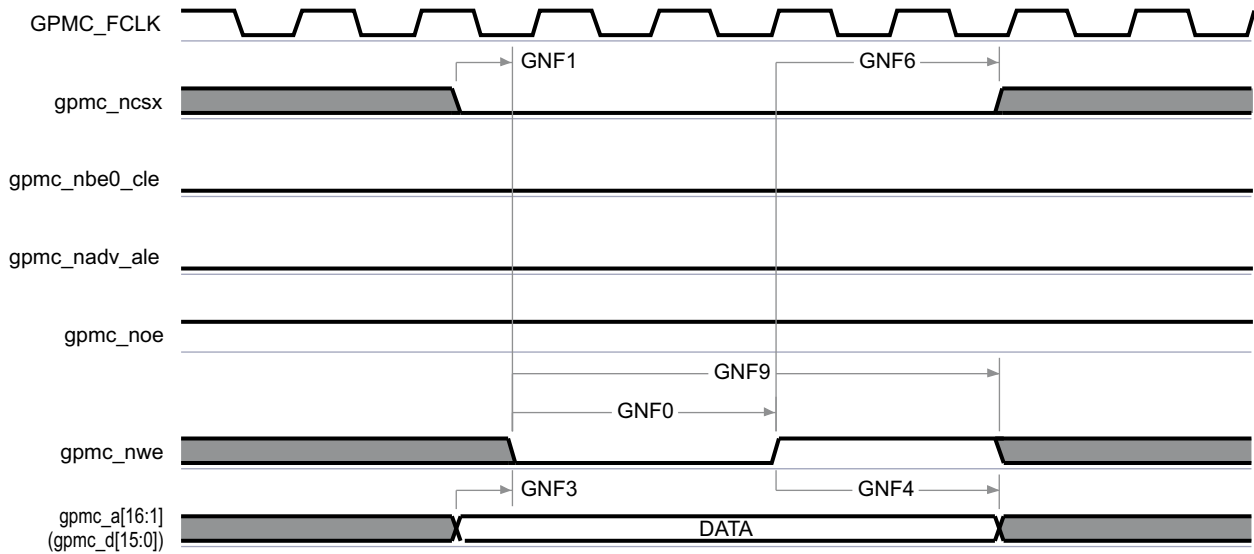 GPMC_FCLK
GNF1
GNF6
gpmc_ncsx
gpmc_nbe0_cle
gpmc_nadv_ale
gpmc_noe
GNF9
GNF0
gpmc_nwe
GNF3
GNF4
gpmc_a[16:1]
(gpmc_d[15:0])
DATA